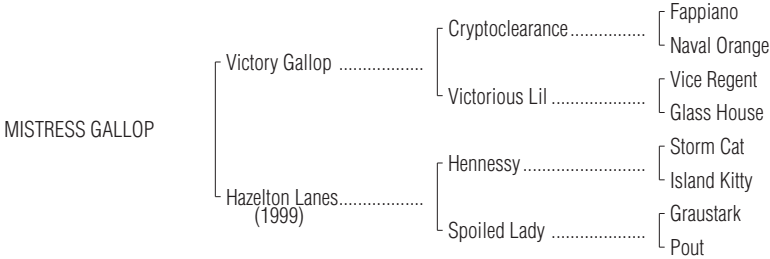 Fappiano
Cryptoclearance................
Naval Orange
Victory Gallop ..................
Vice Regent
Victorious Lil ....................
Glass House
MISTRESS GALLOP
Storm Cat
Hennessy..........................
Island Kitty
Hazelton Lanes..................
(1999)
Graustark
Spoiled Lady ....................
Pout